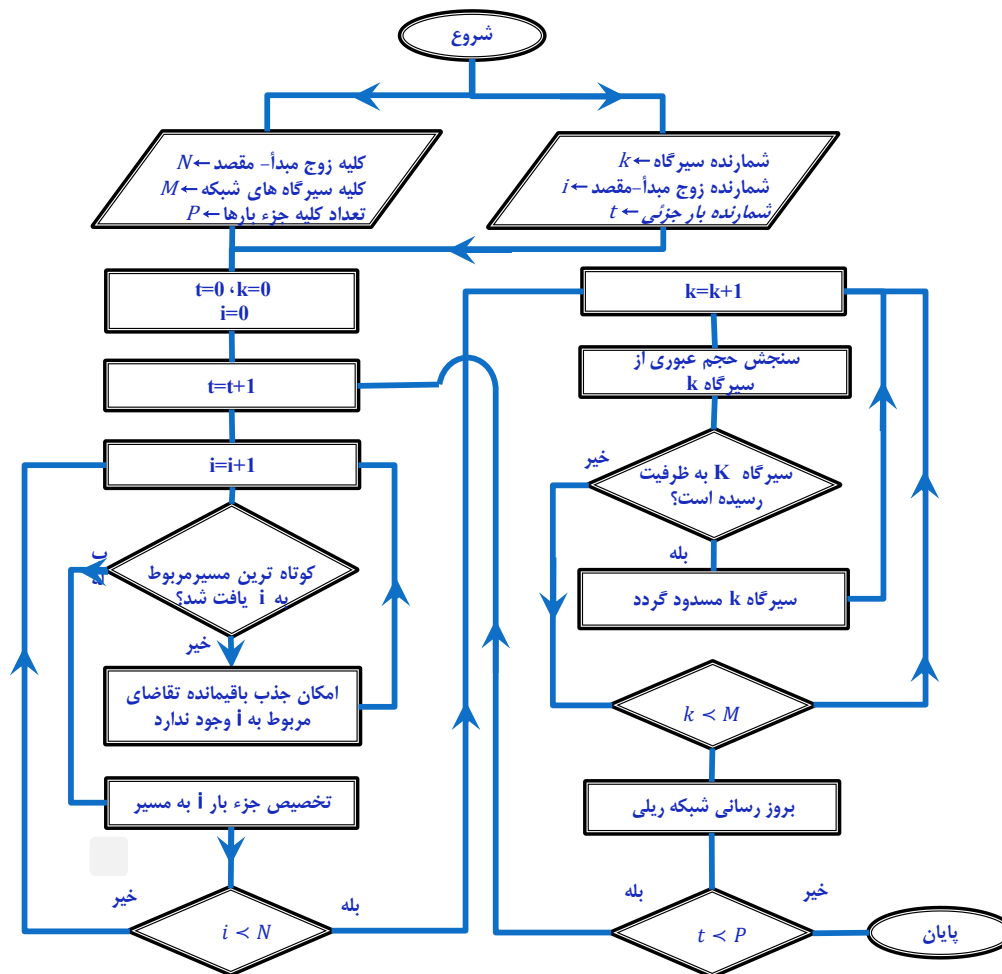 شروع
کلیه زوج مبدأ- مقصد←N
کلیه سیرگاه های شبکه←M
تعداد کلیه جزء بارها←P
شمارنده سیرگاه←k
شمارنده زوج مبدأ-مقصد←i
شمارنده بار جزئی←t
t=0 ،k=0
i=0
t=t+1
i=i+1
کوتاه ترین مسیرمربوط
به i یافت شد؟
بله
خیر
امکان جذب باقیمانده تقاضای
مربوط به i وجود ندارد
تخصیص جزء بار i به مسیر
i ≺ N
خیر
بله
k=k+1
سنجش حجم عبوری از
سیرگاه k
سیرگاه K به ظرفیت
رسیده است؟
خیر
بله
سیرگاه k مسدود گردد
k ≺ M
بروز رسانی شبکه ریلی
t ≺ P
بله
خیر
پایان